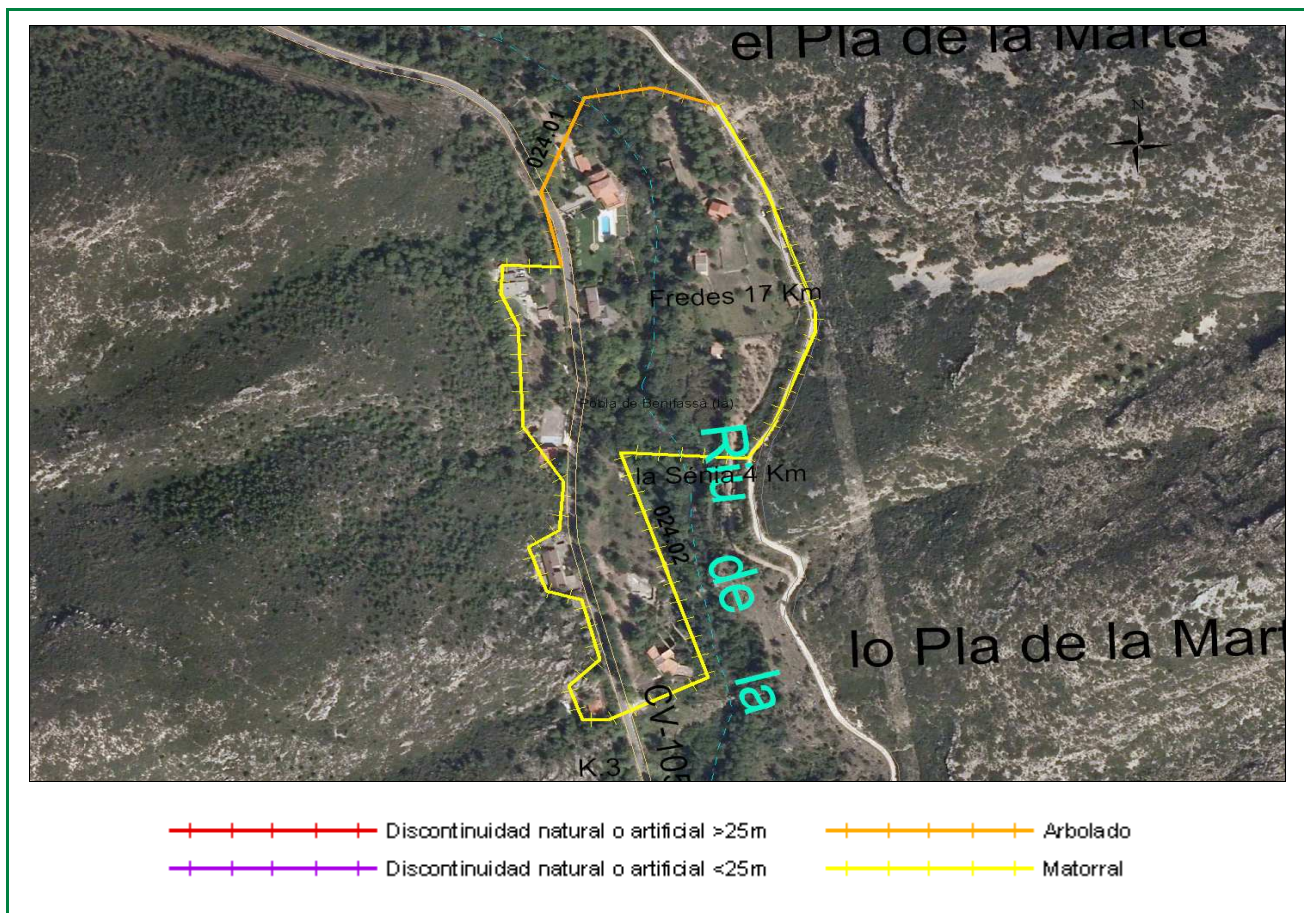 el Pla de la Marta
N
024.01
Fredes 17 Km
Pobla de Benifassà (la)
Riu de la
la Sénia 4 Km
024.02
lo Pla de la Mart
CV-105
K.3
Discontinuidad natural o artificial >25m
Arbolado
Discontinuidad natural o artificial <25m
Matorral